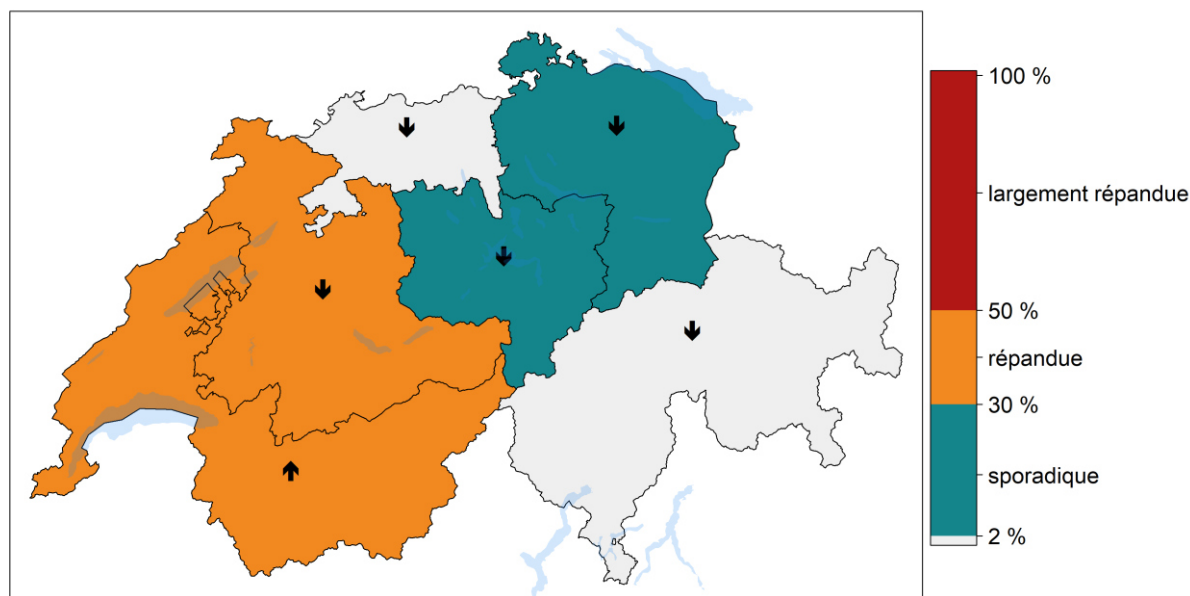 100 %
largement répandue
50 %
répandue
30 %
sporadique
2 %